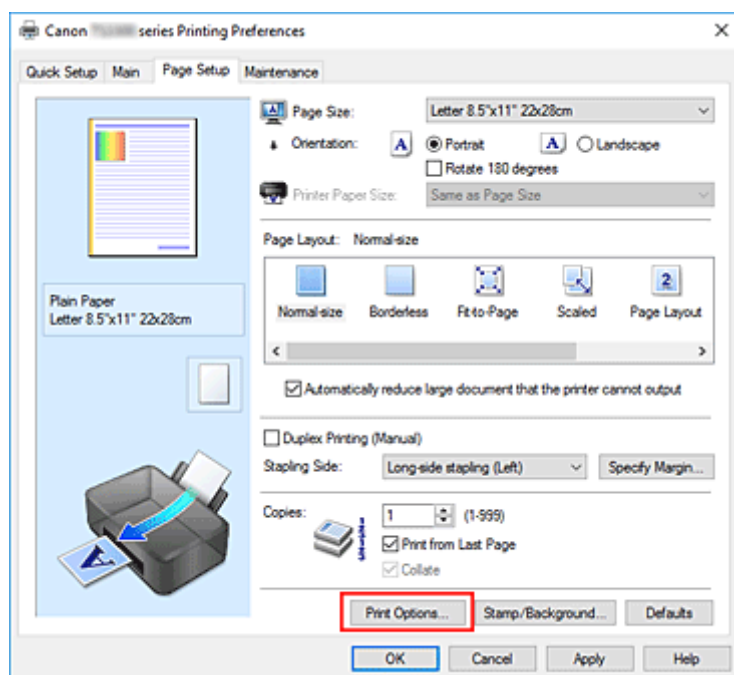 Canon series Printing Preferences
Quick Setup Main Page Setup Maintenance
Page Size: Letter 8.5"x11" 22x28cm
Orientation: A Portrait A Landscape
Rotate 180 degrees
Printer Paper Size: Same as Page Size
Page Layout: Normal-size
2
Normal-size Borderless Fit-to-Page Scaled Page Layout
Plain Paper
Letter 8.5"x11" 22x28cm
Automatically reduce large document that the printer cannot output
Duplex Printing (Manual)
Stapling Side: Long-side stapling (Left) Specify Margin...
Copies: 1 (1-999)
Print from Last Page
Collate
A
Print Options... Stamp/Background... Defaults
OK Cancel Apply Help